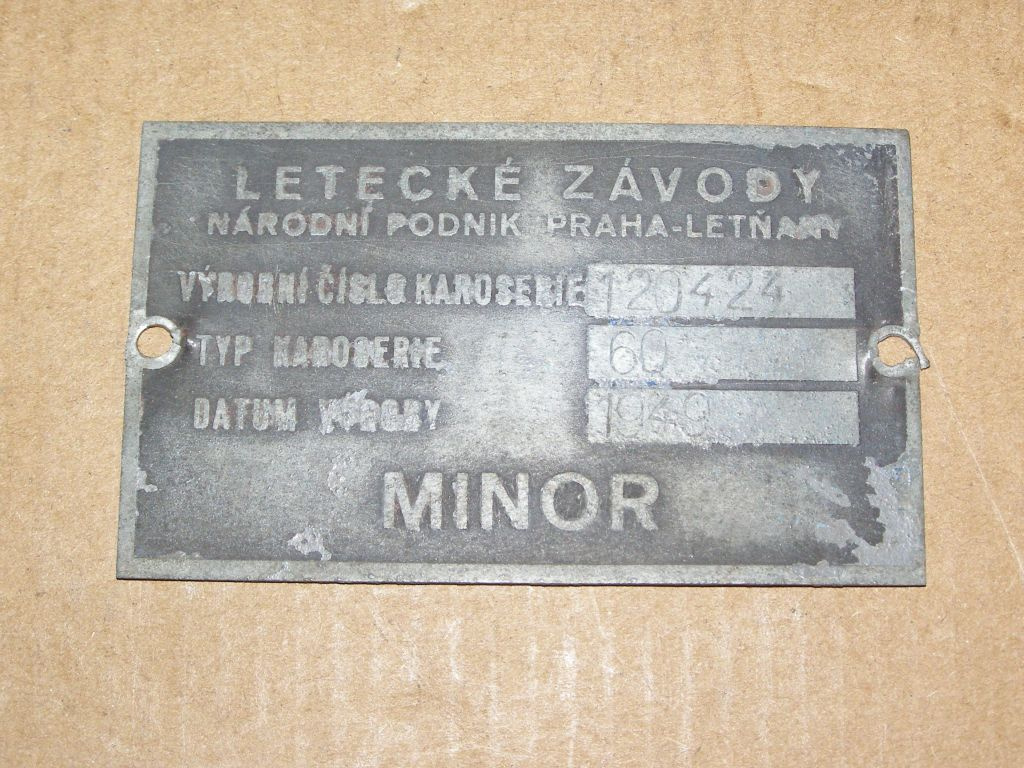 LETECKÉ ZÁVODY
NÁRODNÍ PODNIK PRAHA-LETŇANY
VÝROBNÍ ČÍSLO KAROSERIE 120424
TYP KAROSERIE 60
DATUM VÝROBY 1949
MINOR